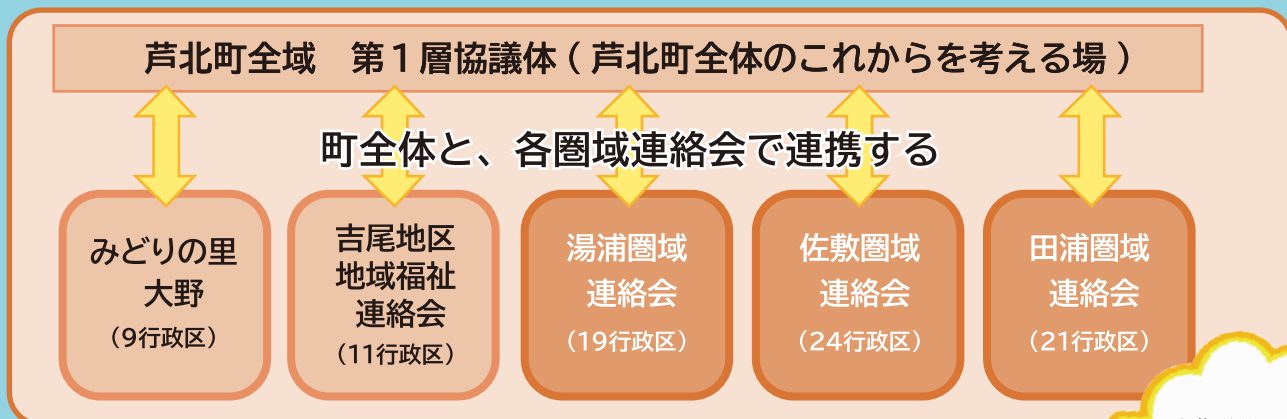 芦北町全域　第1層協議体(芦北町全体のこれからを考える場)
町全体と、各圏域連絡会で連携する
みどりの里
大野
(9行政区)
吉尾地区
地域福祉
連絡会
(11行政区)
湯浦圏域
連絡会
(19行政区)
佐敷圏域
連絡会
(24行政区)
田浦圏域
連絡会
(21行政区)